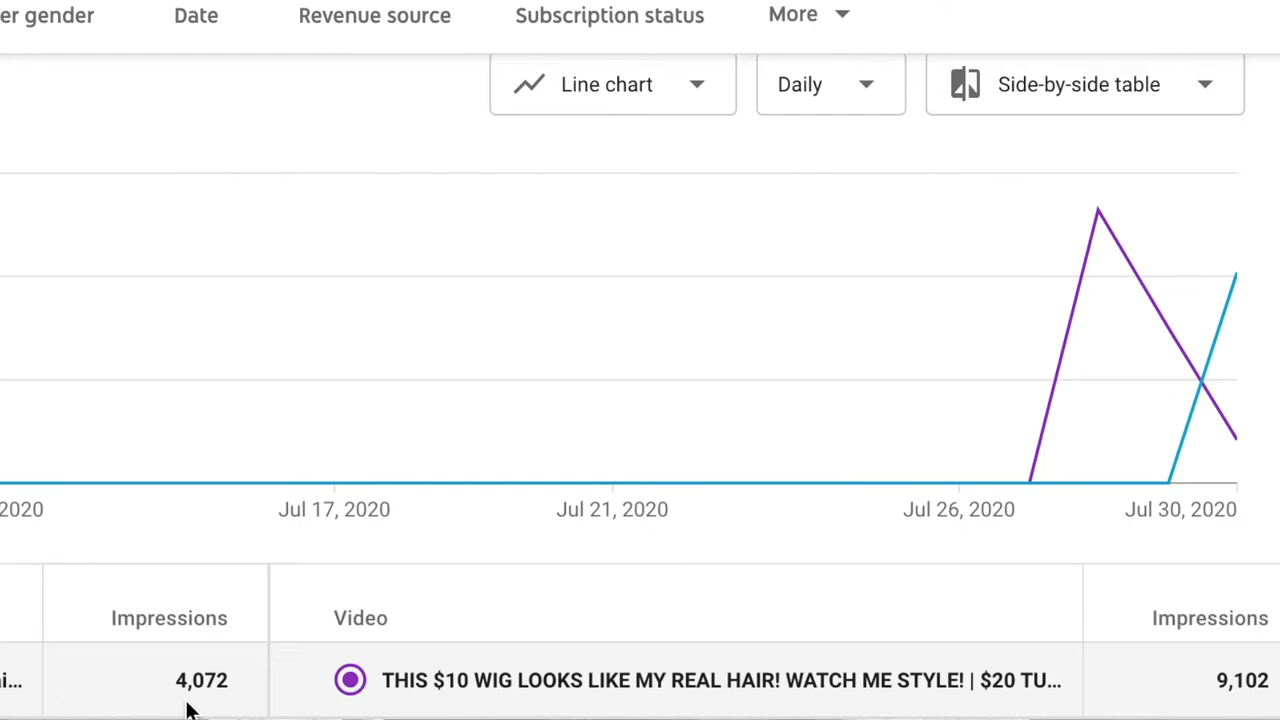 er gender Date Revenue source Subscription status More
Line chart Daily Side-by-side table
2020 Jul 17, 2020 Jul 21, 2020 Jul 26, 2020 Jul 30, 2020
Impressions Video Impressions
i... 4,072 THIS $10 WIG LOOKS LIKE MY REAL HAIR! WATCH ME STYLE! | $20 TU... 9,102